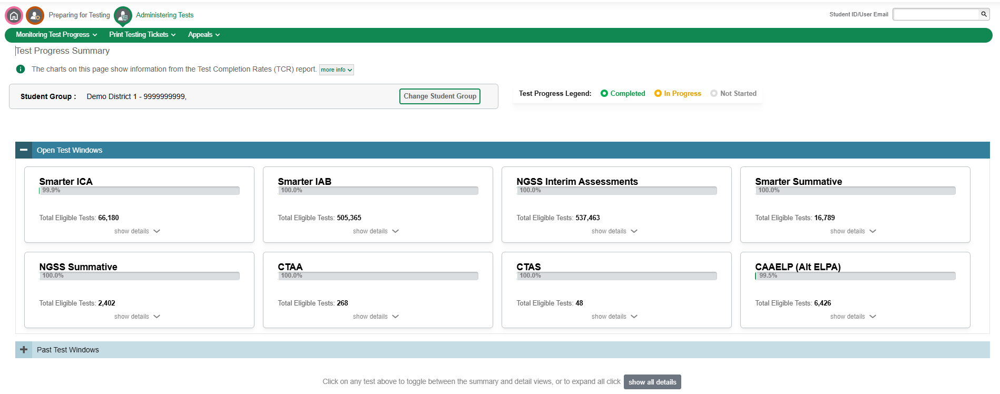 Preparing for Testing
Administering Tests
Student ID/User Email
Monitoring Test Progress
Print Testing Tickets
Appeals
Test Progress Summary
The charts on this page show information from the Test Completion Rates (TCR) report. more info
Student Group : Demo District 1 - 9999999999,
Change Student Group
Test Progress Legend: Completed In Progress Not Started
Open Test Windows
Smarter ICA
99.9%
Total Eligible Tests: 66,180
show details
Smarter IAB
100.0%
Total Eligible Tests: 505,365
show details
NGSS Interim Assessments
100.0%
Total Eligible Tests: 537,463
show details
Smarter Summative
100.0%
Total Eligible Tests: 16,789
show details
NGSS Summative
100.0%
Total Eligible Tests: 2,402
show details
CTAA
100.0%
Total Eligible Tests: 268
show details
CTAS
100.0%
Total Eligible Tests: 48
show details
CAAELP (Alt ELPA)
99.5%
Total Eligible Tests: 6,426
show details
Past Test Windows
Click on any test above to toggle between the summary and detail views, or to expand all click show all details